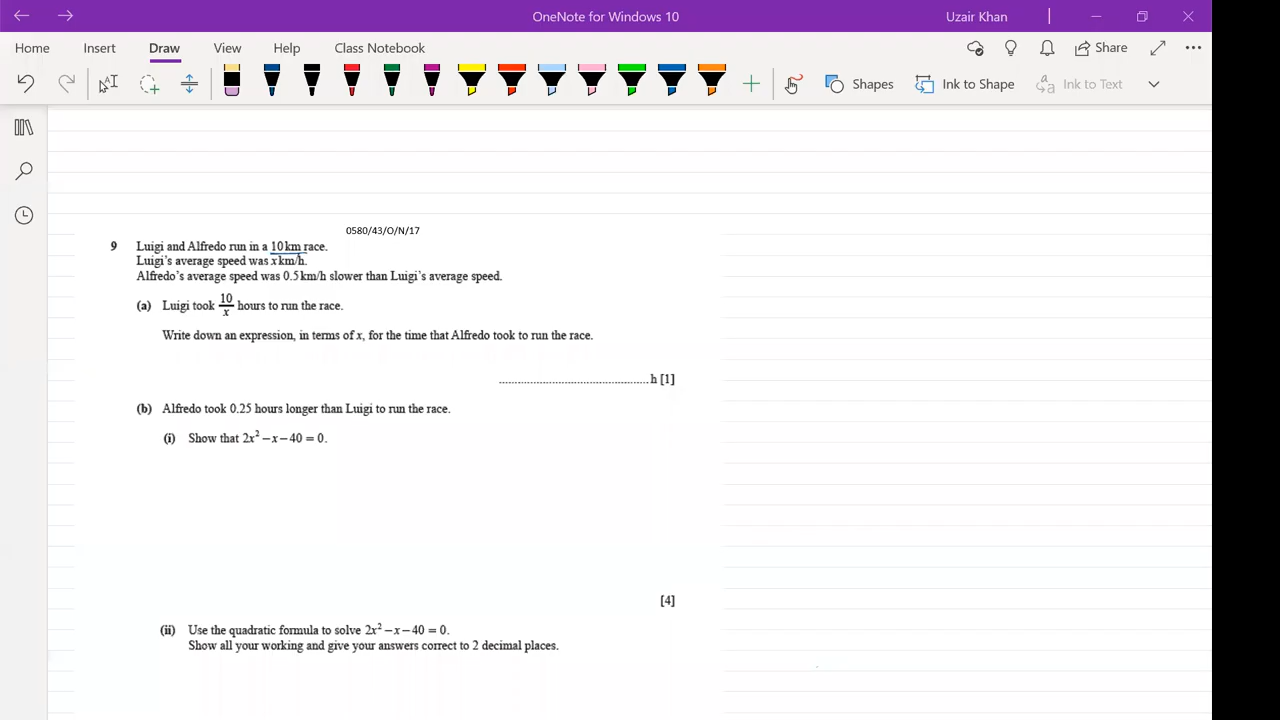 OneNote for Windows 10
Uzair Khan
Home Insert Draw View Help Class Notebook Share
Shapes Ink to Shape Ink to Text
0580/43/O/N/17
9 Luigi and Alfredo run in a 10 km race.
Luigi's average speed was x km/h.
Alfredo's average speed was 0.5 km/h slower than Luigi's average speed.
(a) Luigi took 10/x hours to run the race.
Write down an expression, in terms of x, for the time that Alfredo took to run the race.
................................................ h [1]
(b) Alfredo took 0.25 hours longer than Luigi to run the race.
(i) Show that 2x² − x − 40 = 0.
[4]
(ii) Use the quadratic formula to solve 2x² − x − 40 = 0.
Show all your working and give your answers correct to 2 decimal places.